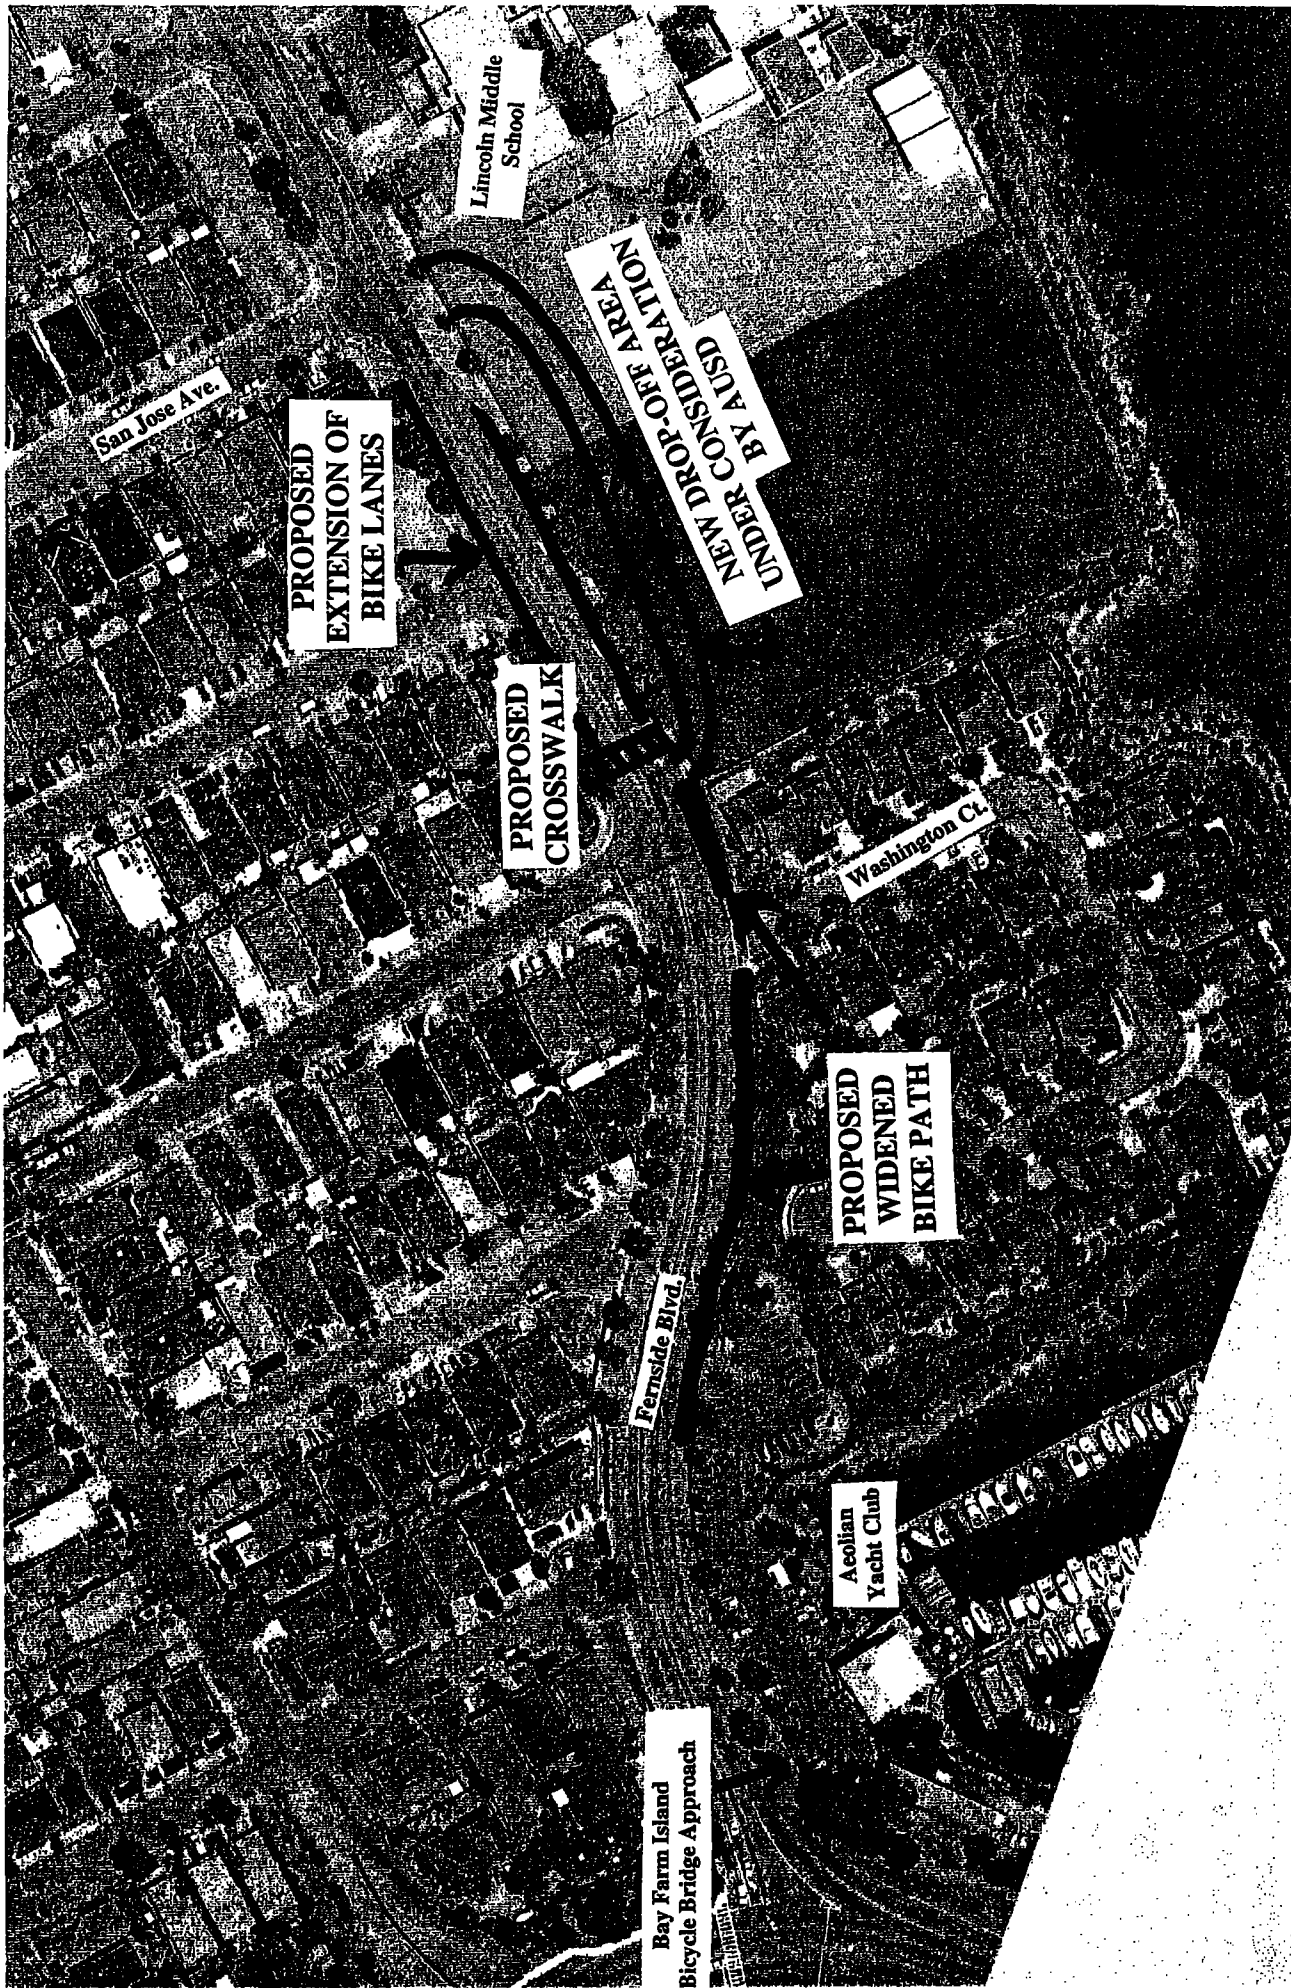 Lincoln Middle
School
San Jose Ave.
PROPOSED
EXTENSION OF
BIKE LANES
NEW DROP-OFF AREA
UNDER CONSIDERATION
BY AUSD
PROPOSED
CROSSWALK
Washington Ct.
PROPOSED
WIDENED
BIKE PATH
Fernside Blvd.
Aeolian
Yacht Club
Bay Farm Island
Bicycle Bridge Approach